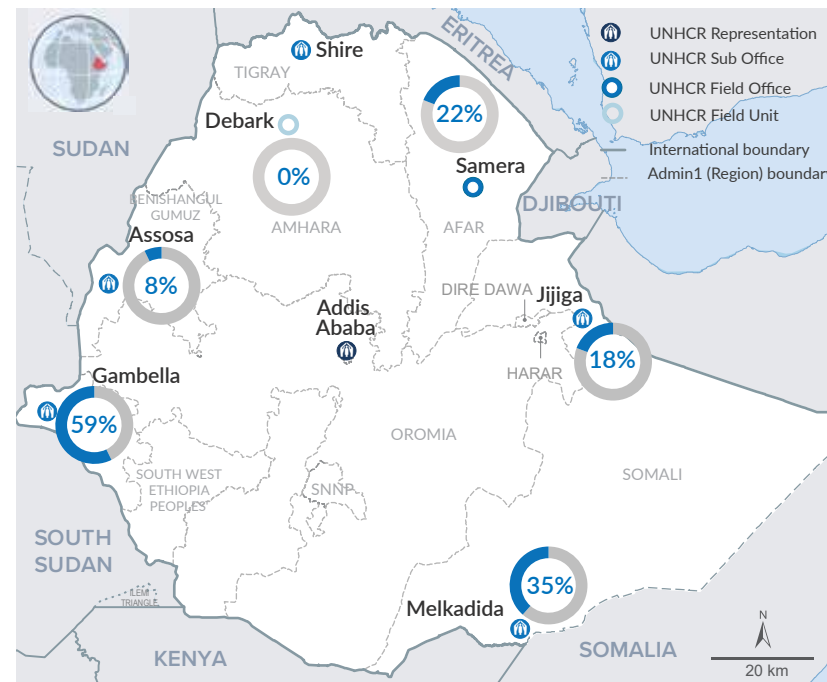 Shire
TIGRAY
ERITREA
UNHCR Representation
UNHCR Sub Office
UNHCR Field Office
UNHCR Field Unit
International boundary
Admin1 (Region) boundar
SUDAN
Debark
22%
0%
Samera
DJIBOUTI
BENISHANGUL
GUMUZ
AMHARA
AFAR
Assosa
8%
DIRE DAWA
Jijiga
Addis
Ababa
18%
HARAR
Gambella
59%
OROMIA
SOUTH WEST
ETHIOPIA
PEOPLES'
SNNP
SOMALI
SOUTH
SUDAN
ILEMI
TRIANGLE
35%
Melkadida
KENYA
SOMALIA
N
20 km